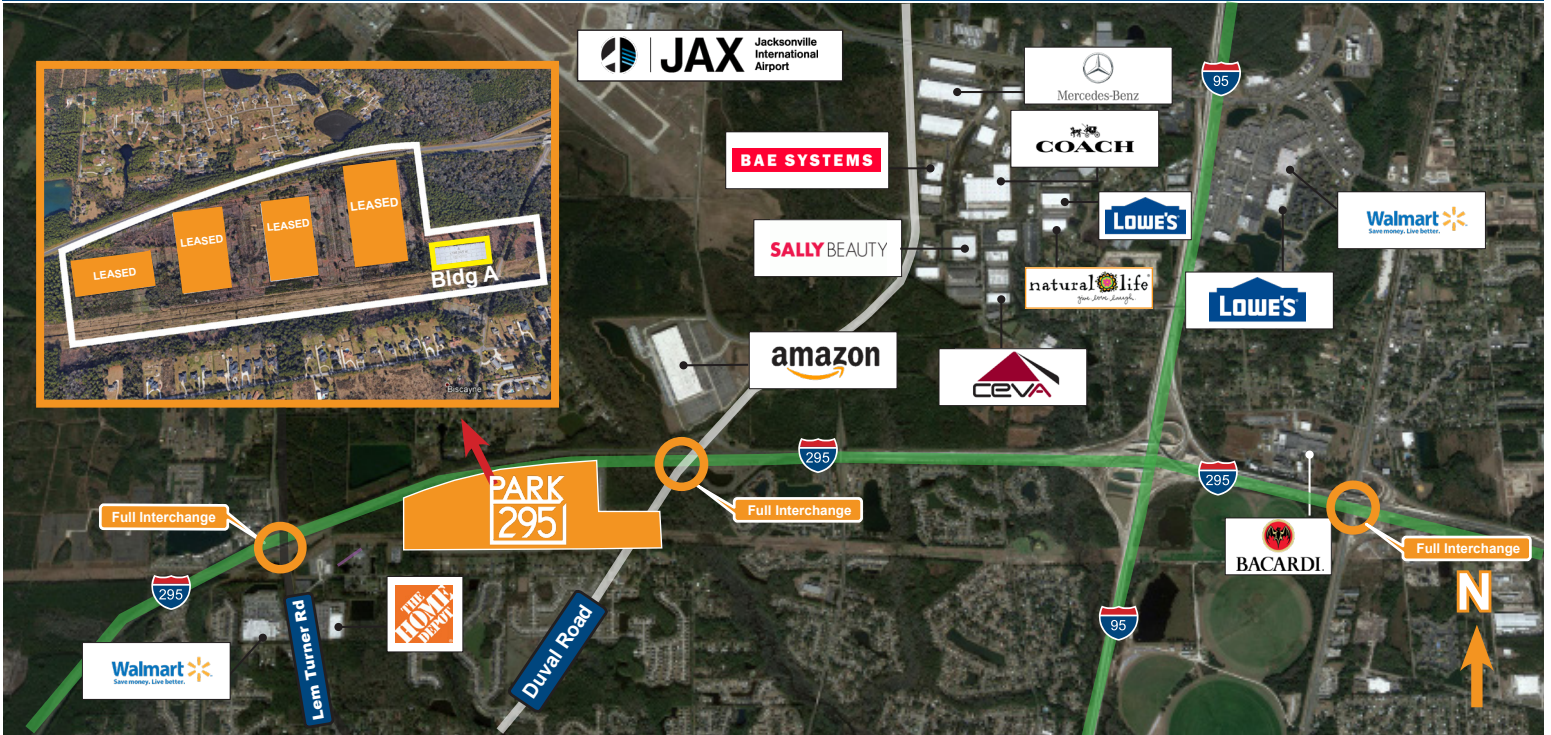 JAX
Jacksonville
International
Airport
Mercedes-Benz
95
COACH
BAE SYSTEMS
LOWE'S
Walmart
Save money. Live better.
SALLY BEAUTY
natural life
give love. laugh.
LOWE'S
LEASED
LEASED
LEASED
LEASED
Bldg A
Biscayne
amazon
CEVA
295
295
PARK
295
Full Interchange
Full Interchange
Full Interchange
BACARDI.
N
295
THE
HOME
DEPOT
Lem Turner Rd
Duval Road
95
Walmart
Save money. Live better.